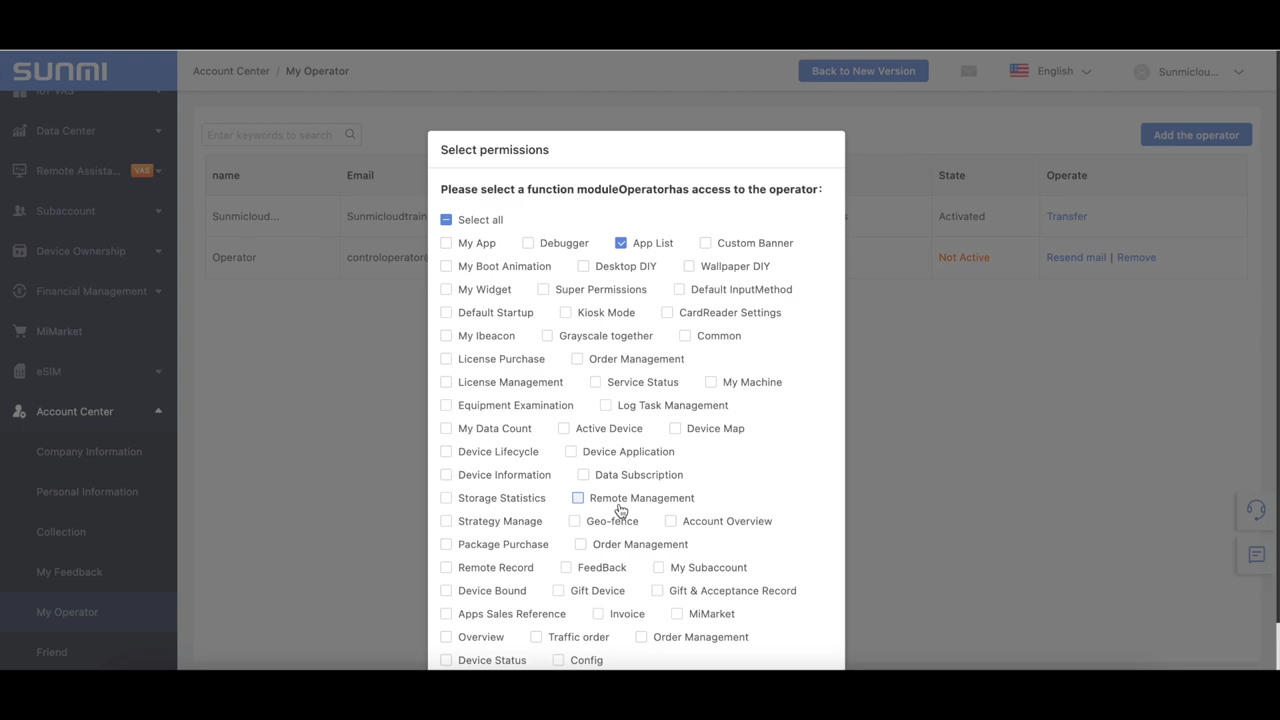 SUNMI
Account Center / My Operator
Back to New Version
English
Sunmiclou...
IoT VAS
Data Center
Remote Assista... VAS
Subaccount
Device Ownership
Financial Management
MiMarket
eSIM
Account Center
Company Information
Personal Information
Collection
My Feedback
My Operator
Friend
Enter keywords to search
Add the operator
name Email State Operate
Sunmicloud... Sunmicloudtrain Activated Transfer
Operator controloperator@ Not Active Resend mail | Remove
Select permissions
Please select a function moduleOperatorhas access to the operator:
Select all
My App Debugger App List Custom Banner
My Boot Animation Desktop DIY Wallpaper DIY
My Widget Super Permissions Default InputMethod
Default Startup Kiosk Mode CardReader Settings
My Ibeacon Grayscale together Common
License Purchase Order Management
License Management Service Status My Machine
Equipment Examination Log Task Management
My Data Count Active Device Device Map
Device Lifecycle Device Application
Device Information Data Subscription
Storage Statistics Remote Management
Strategy Manage Geo-fence Account Overview
Package Purchase Order Management
Remote Record FeedBack My Subaccount
Device Bound Gift Device Gift & Acceptance Record
Apps Sales Reference Invoice MiMarket
Overview Traffic order Order Management
Device Status Config